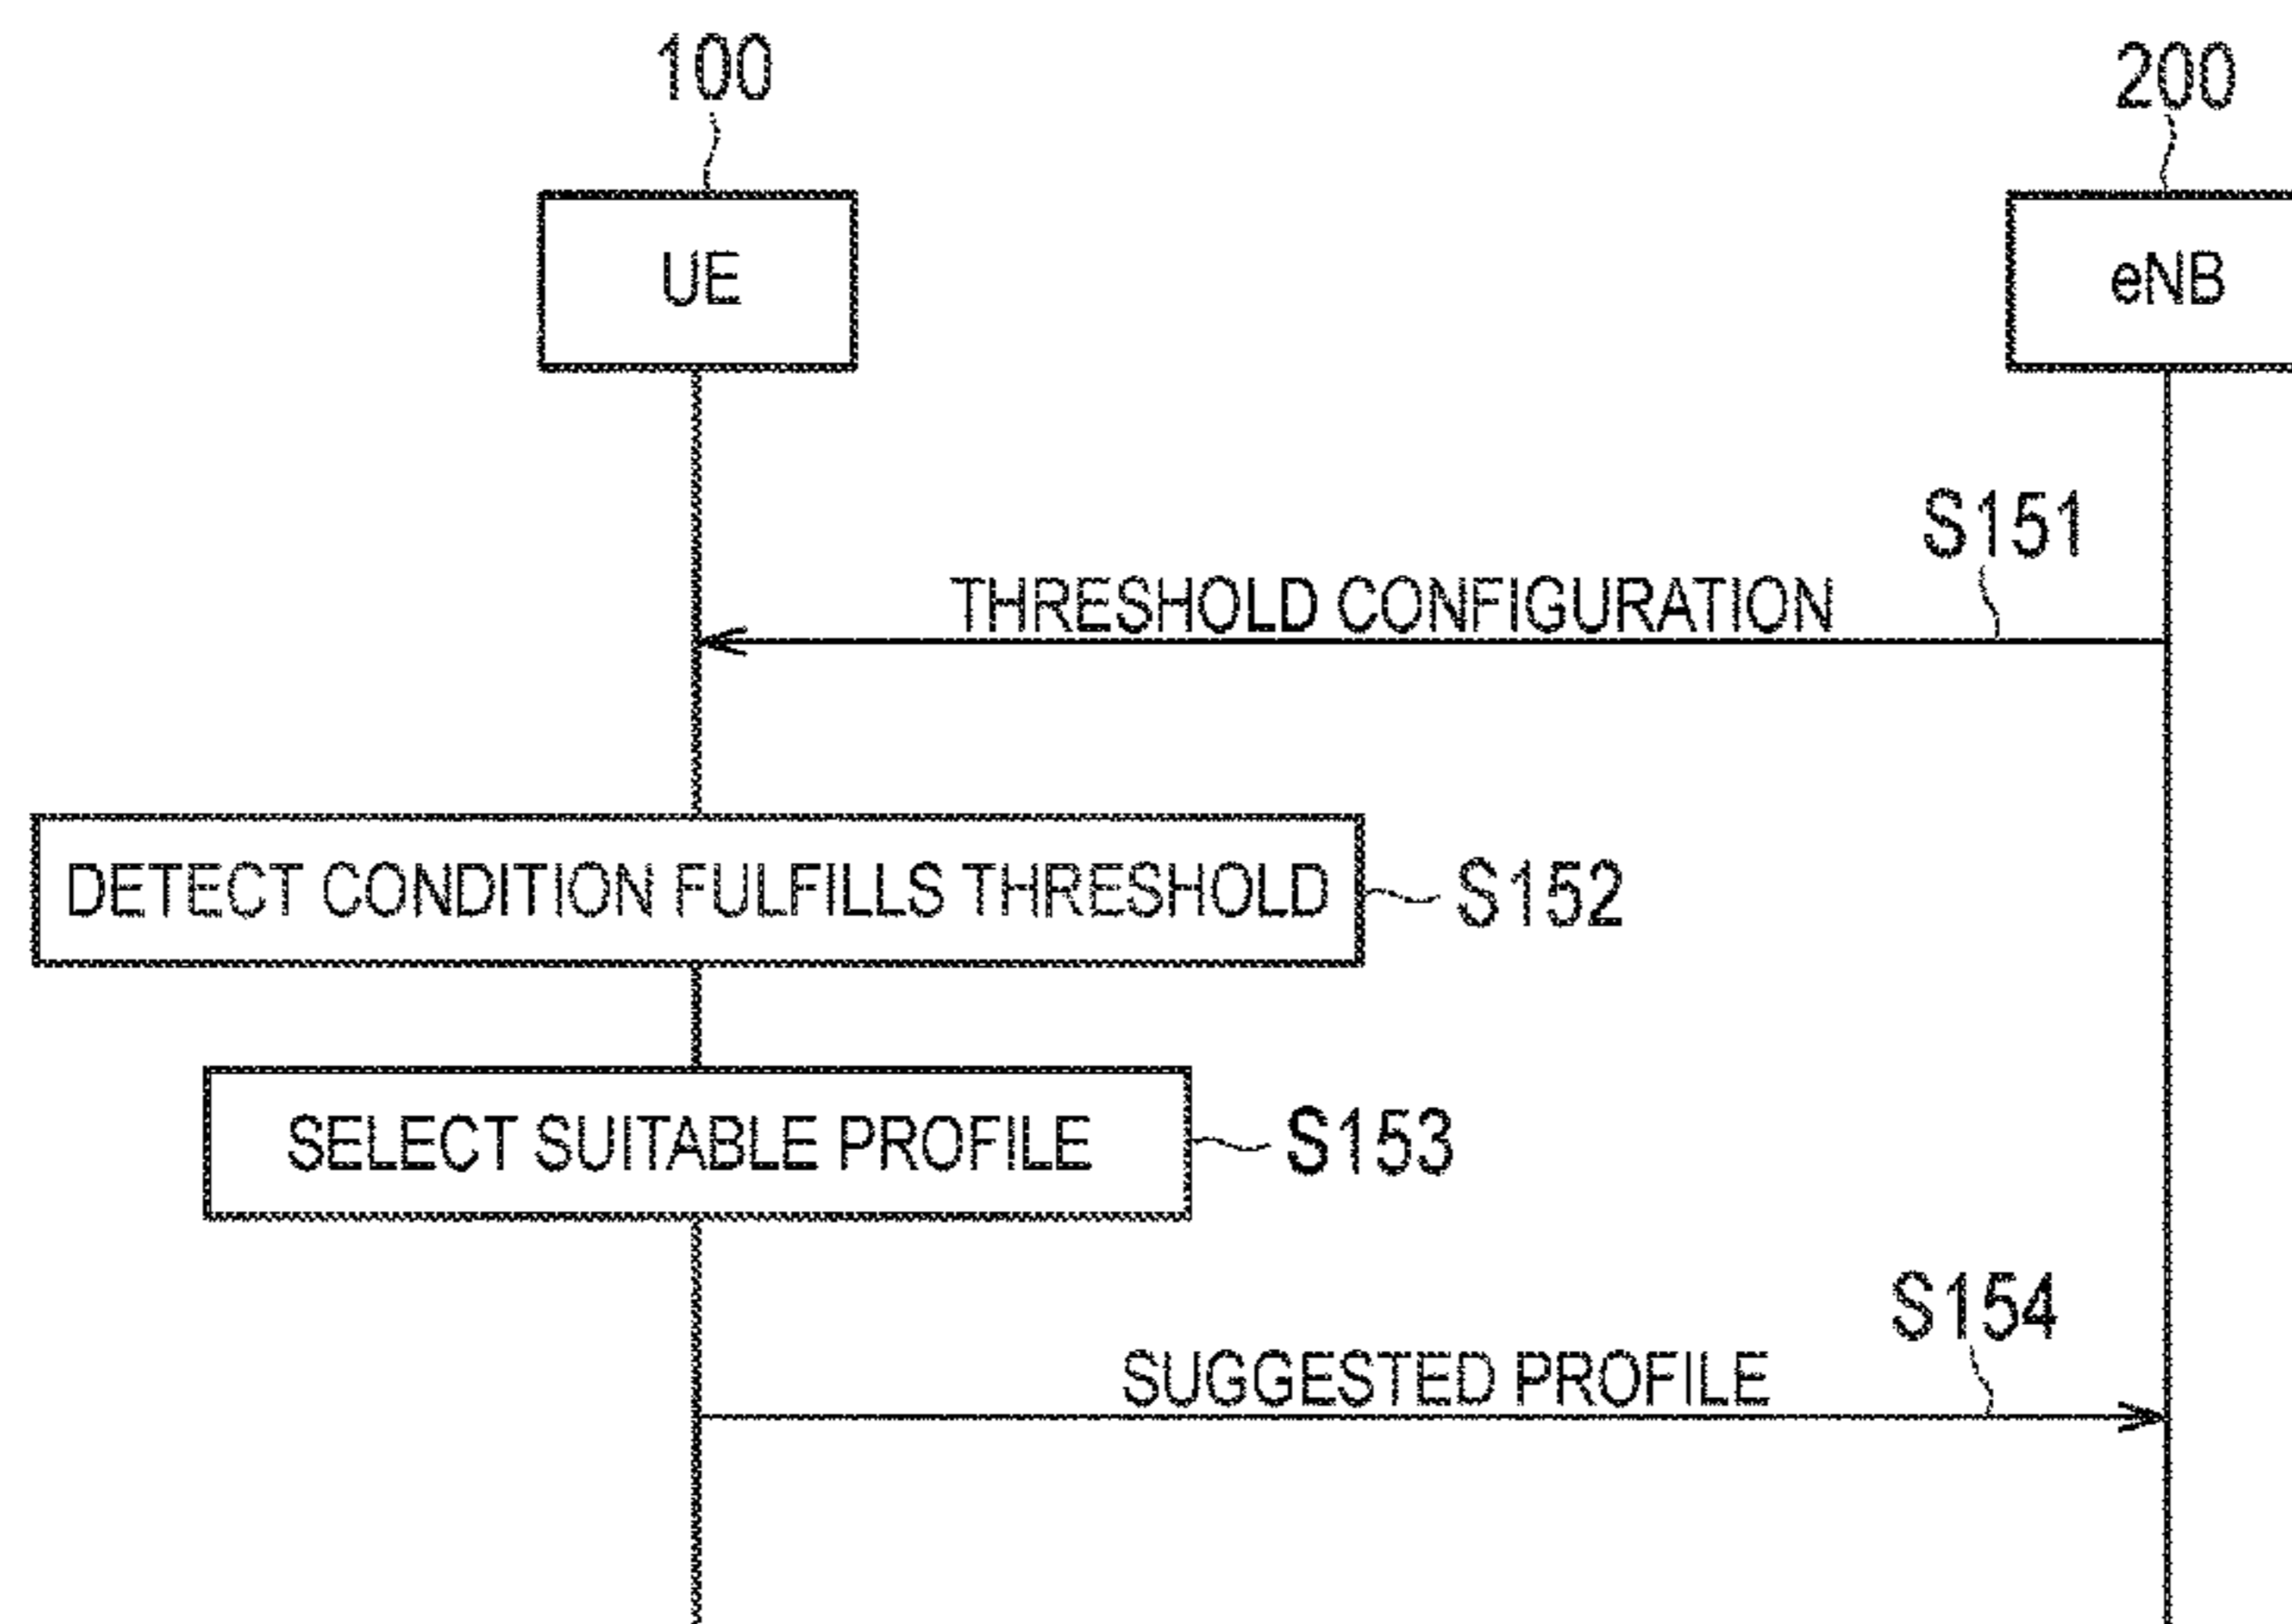 100
200
UE
eNB
S151
THRESHOLD CONFIGURATION
DETECT CONDITION FULFILLS THRESHOLD
S152
SELECT SUITABLE PROFILE
S153
S154
SUGGESTED PROFILE